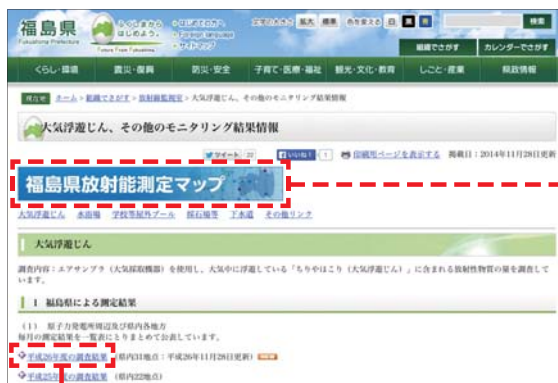 福島県
Fukushima Prefecture
ふくしまから
はじめよう。
Future From Fukushima.
はじめての方へ
Foreign language
サイトマップ
文字の大きさ 拡大 標準 色を変える 白 黒 青
検索
組織でさがす カレンダーでさがす
くらし・環境 震災・復興 防災・安全 子育て・医療・福祉 観光・文化・教育 しごと・産業 県政情報
現在地 ホーム > 組織でさがす > 放射線監視室 > 大気浮遊じん、その他のモニタリング結果情報
大気浮遊じん、その他のモニタリング結果情報
ツイート 22 いいね! 1 印刷用ページを表示する 掲載日:2014年11月28日更新
福島県放射能測定マップ
大気浮遊じん 水浴場 学校等屋外プール 採石場等 下水道 その他リンク
大気浮遊じん
調査内容:エアサンプラ(大気採取機器)を使用し、大気中に浮遊している「ちりやほこり(大気浮遊じん)」に含まれる放射性物質の量を調査して
います。
1 福島県による測定結果
(1) 原子力発電所周辺及び県内各地方
毎月の測定結果を一覧表にとりまとめて公表しています。
平成26年度の調査結果 (県内31地点:平成26年11月28日更新)
平成25年度の調査結果 (県内22地点)